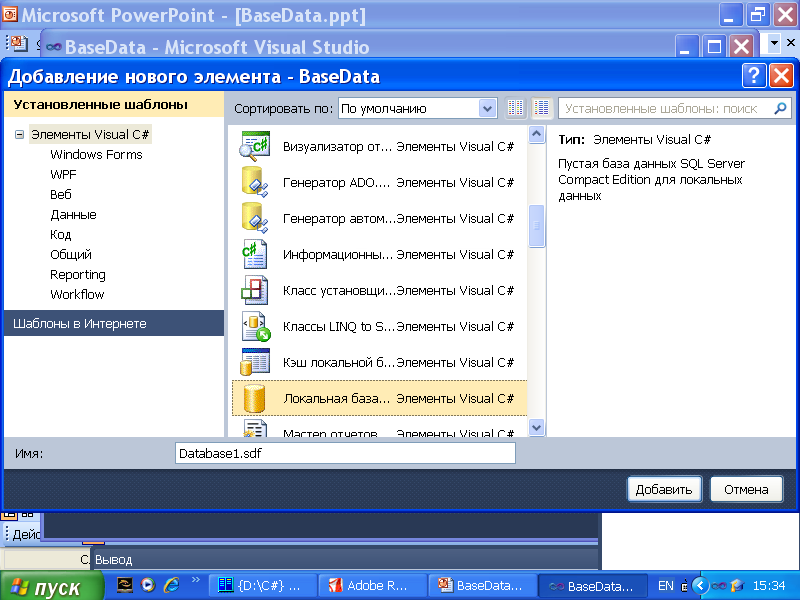 Microsoft PowerPoint - [BaseData.ppt]
BaseData - Microsoft Visual Studio
Добавление нового элемента - BaseData
Установленные шаблоны
Элементы Visual C#
Windows Forms
WPF
Веб
Данные
Код
Общий
Reporting
Workflow
Шаблоны в Интернете
Сортировать по: По умолчанию
Установленные шаблоны: поиск
Визуализатор от... Элементы Visual C#
Генератор ADO.... Элементы Visual C#
Генератор автом... Элементы Visual C#
Информационны... Элементы Visual C#
Класс установщи... Элементы Visual C#
Классы LINQ to S... Элементы Visual C#
Кэш локальной б... Элементы Visual C#
Локальная база... Элементы Visual C#
Мастер отчетов Элементы Visual C#
Тип: Элементы Visual C#
Пустая база данных SQL Server
Compact Edition для локальных
данных
Имя:
Database1.sdf
Добавить
Отмена
Дейс
С.
Вывод
пуск
{D:\C#} ...
Adobe R...
BaseData...
BaseData...
EN
15:34